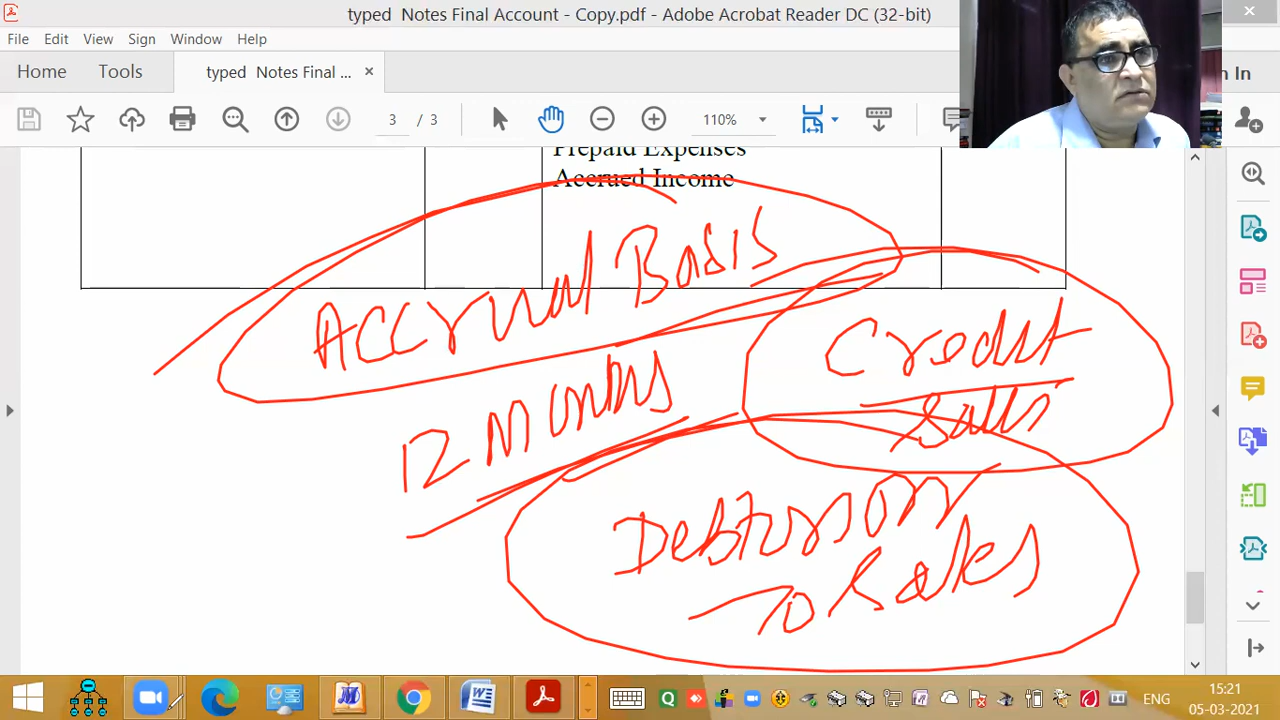 typed Notes Final Account - Copy.pdf - Adobe Acrobat Reader DC (32-bit)
File Edit View Sign Window Help
Home Tools typed Notes Final ... × In
3 / 3 110%
Prepaid Expenses
Accrued Income
Accrual Basis
Credit
Sales
12 Months
Debtors
To Sales
ENG
15:21
05-03-2021